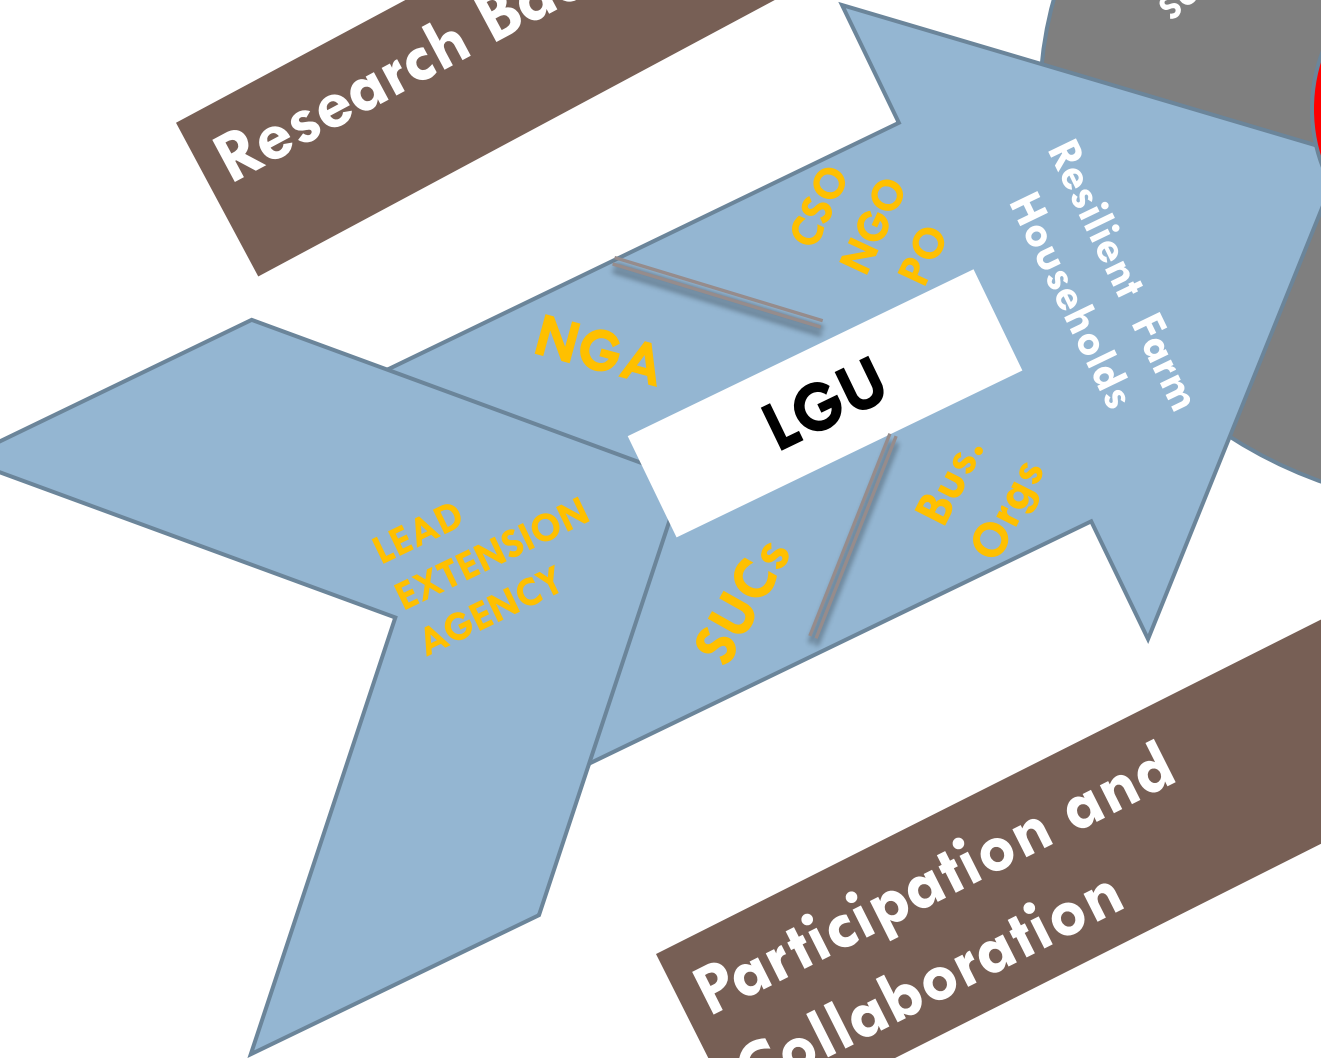 Research
CSO
NGO
PO
Resilient Farm
Households
NGA
LGU
LEAD
EXTENSION
AGENCY
SUCs
Bus.
Orgs
Participation and
Collaboration